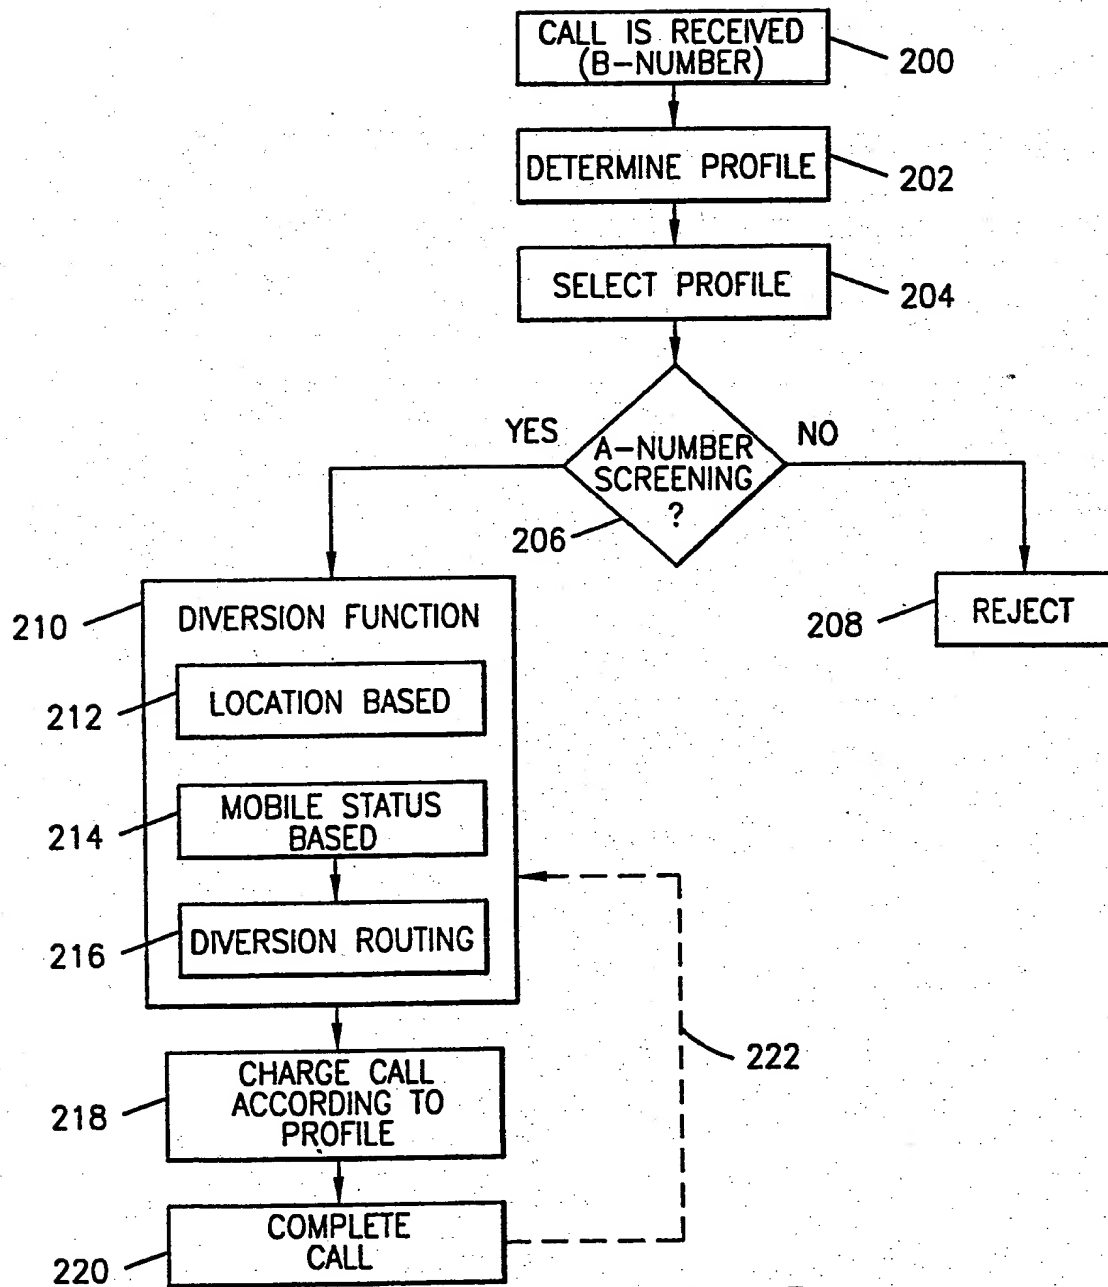 CALL IS RECEIVED
(B-NUMBER)
200
DETERMINE PROFILE
202
SELECT PROFILE
204
YES
A-NUMBER
SCREENING
?
NO
206
210
DIVERSION FUNCTION
208
REJECT
212
LOCATION BASED
214
MOBILE STATUS
BASED
216
DIVERSION ROUTING
222
218
CHARGE CALL
ACCORDING TO
PROFILE
220
COMPLETE
CALL